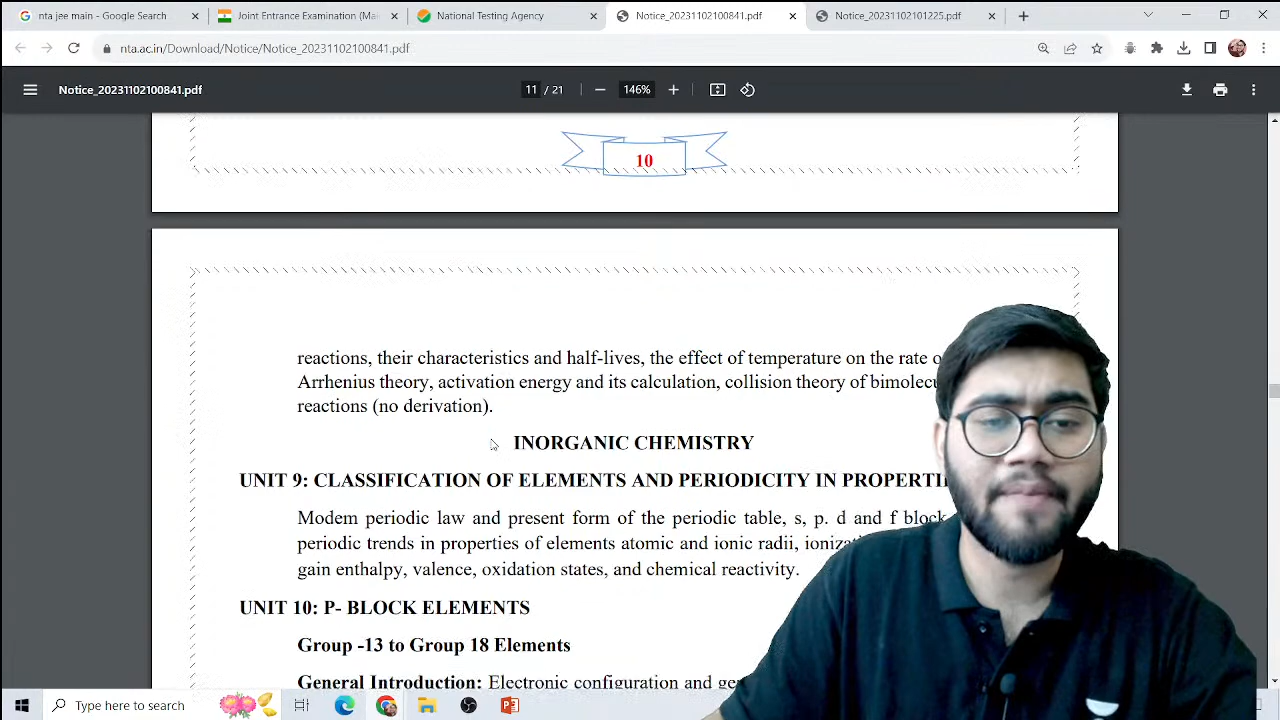 nta jee main - Google Search
Joint Entrance Examination (Ma
National Testing Agency
Notice_20231102100841.pdf
Notice_20231102101225.pdf
nta.ac.in/Download/Notice/Notice_20231102100841.pdf
Notice_20231102100841.pdf
11 / 21
146%
10
reactions, their characteristics and half-lives, the effect of temperature on the rate
Arrhenius theory, activation energy and its calculation, collision theory of
reactions (no derivation).
INORGANIC CHEMISTRY
UNIT 9: CLASSIFICATION OF ELEMENTS AND PERIODICITY IN
Modem periodic law and present form of the periodic table, s, p. d and f block
periodic trends in properties of elements atomic and ionic radii,
gain enthalpy, valence, oxidation states, and chemical reactivity.
UNIT 10: P- BLOCK ELEMENTS
Group -13 to Group 18 Elements
General Introduction: Electronic configuration and
Type here to search